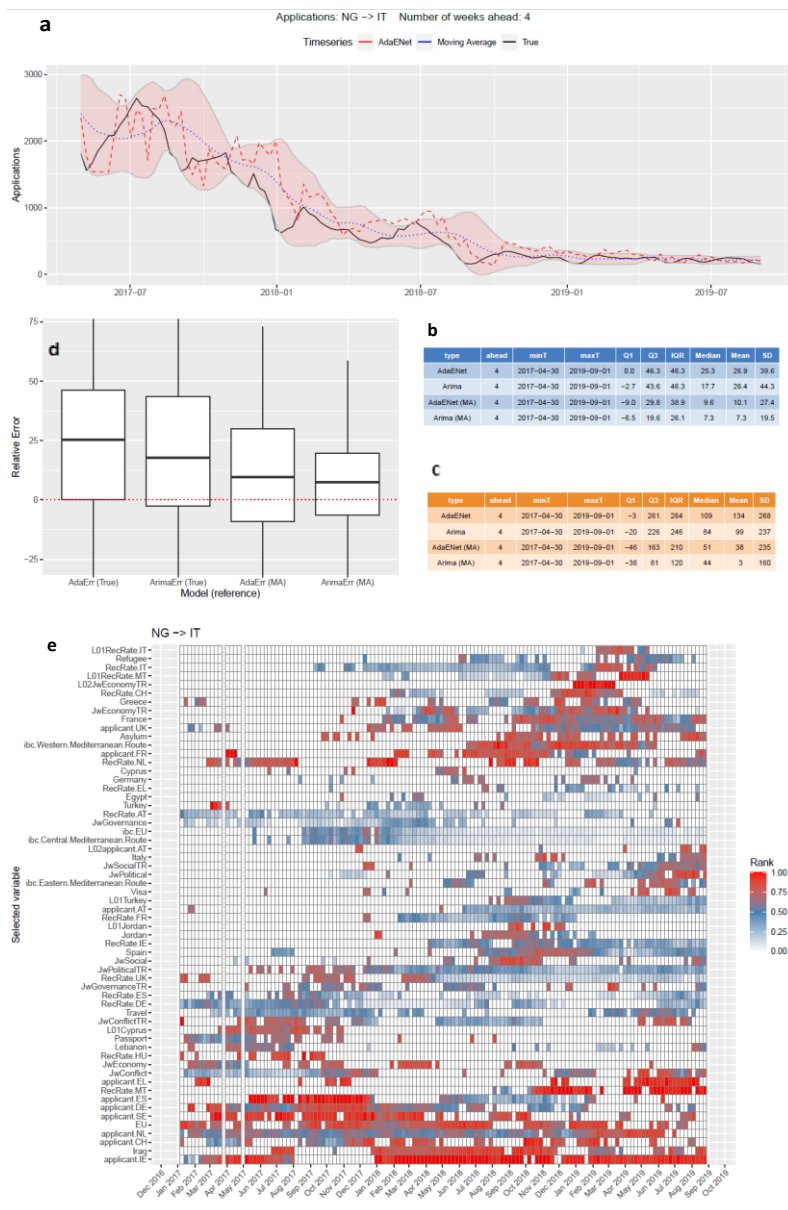 Applications: NG −> IT Number of weeks ahead: 4
a
Timeseries AdaENet Moving Average True
3000
2000
1000
0
Applications
2017−07 2018−01 2018−07 2019−01 2019−07
d
75
50
25
0
−25
Relative Error
AdaErr (True) ArimaErr (True) AdaErr (MA) ArimaErr (MA)
Model (reference)
b
type ahead minT maxT Q1 Q3 IQR Median Mean SD
AdaENet 4 2017−04−30 2019−09−01 0.0 46.3 46.3 25.3 26.9 39.6
Arima 4 2017−04−30 2019−09−01 −2.7 43.6 46.3 17.7 26.4 44.3
AdaENet (MA) 4 2017−04−30 2019−09−01 −9.0 29.8 38.9 9.6 10.1 27.4
Arima (MA) 4 2017−04−30 2019−09−01 −6.5 19.6 26.1 7.3 7.3 19.5
c
type ahead minT maxT Q1 Q3 IQR Median Mean SD
AdaENet 4 2017−04−30 2019−09−01 −3 261 264 109 134 268
Arima 4 2017−04−30 2019−09−01 −20 226 246 84 99 237
AdaENet (MA) 4 2017−04−30 2019−09−01 −46 163 210 51 38 235
Arima (MA) 4 2017−04−30 2019−09−01 −38 81 120 44 3 160
e
NG −> IT
L01RecRate.IT
Refugee
RecRate.IT
L01RecRate.MT
L02JwEconomyTR
RecRate.CH
Greece
JwEconomyTR
France
applicant.UK
Asylum
ibc.Western.Mediterranean.Route
applicant.FR
RecRate.NL
Cyprus
Germany
RecRate.EL
Egypt
Turkey
RecRate.AT
JwGovernance
ibc.EU
ibc.Central.Mediterranean.Route
L02applicant.AT
Italy
JwSocialTR
JwPolitical
ibc.Eastern.Mediterranean.Route
Visa
L01Turkey
applicant.AT
RecRate.FR
L01Jordan
Jordan
RecRate.IE
Spain
JwSocial
JwPoliticalTR
RecRate.UK
JwGovernanceTR
RecRate.ES
RecRate.DE
Travel
JwConflictTR
L01Cyprus
Passport
Lebanon
RecRate.HU
JwEconomy
JwConflict
applicant.EL
RecRate.MT
applicant.ES
applicant.DE
applicant.SE
EU
applicant.NL
applicant.CH
Iraq
applicant.IE
Selected variable
Rank
1.00
0.75
0.50
0.25
0.00
Dec 2016 Jan 2017 Feb 2017 Mar 2017 Apr 2017 May 2017 Jun 2017 Jul 2017 Aug 2017 Sep 2017 Oct 2017 Nov 2017 Dec 2017 Jan 2018 Feb 2018 Mar 2018 Apr 2018 May 2018 Jun 2018 Jul 2018 Aug 2018 Sep 2018 Oct 2018 Nov 2018 Dec 2018 Jan 2019 Feb 2019 Mar 2019 Apr 2019 May 2019 Jun 2019 Jul 2019 Aug 2019 Sep 2019 Oct 2019